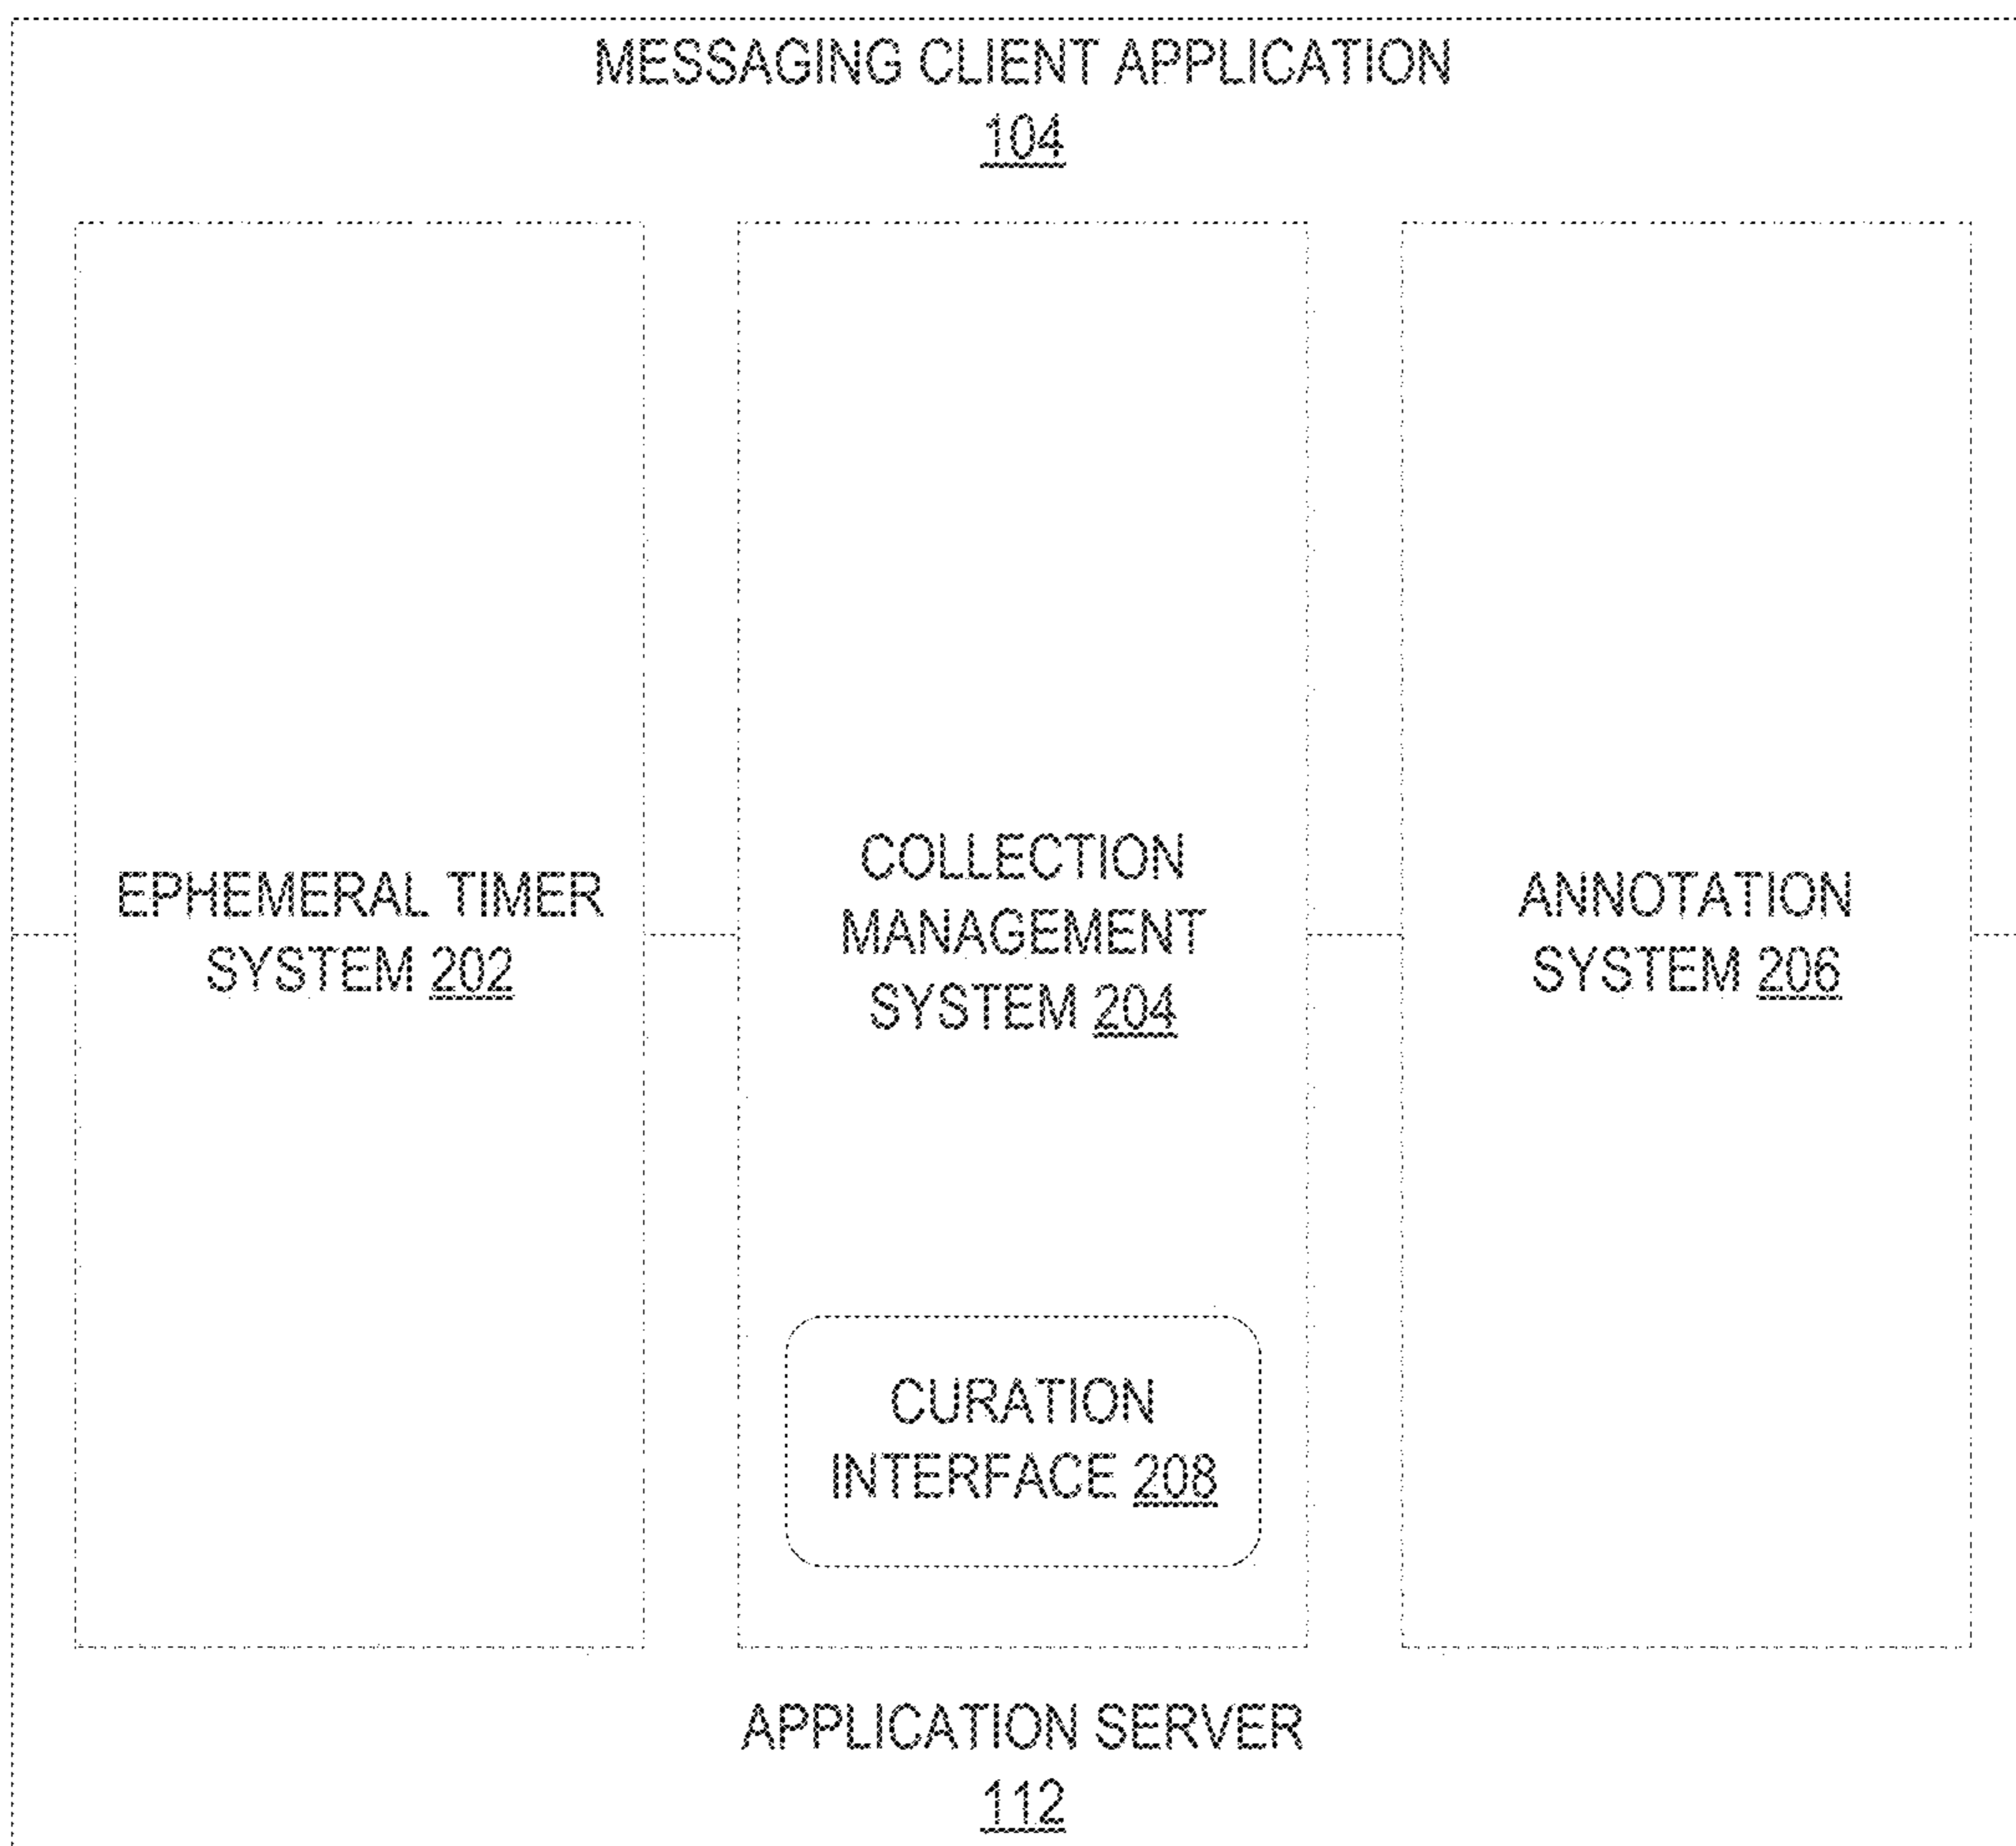 MESSAGING CLIENT APPLICATION
104
EPHEMERAL TIMER
SYSTEM 202
COLLECTION
MANAGEMENT
SYSTEM 204
CURATION
INTERFACE 208
ANNOTATION
SYSTEM 206
APPLICATION SERVER
112